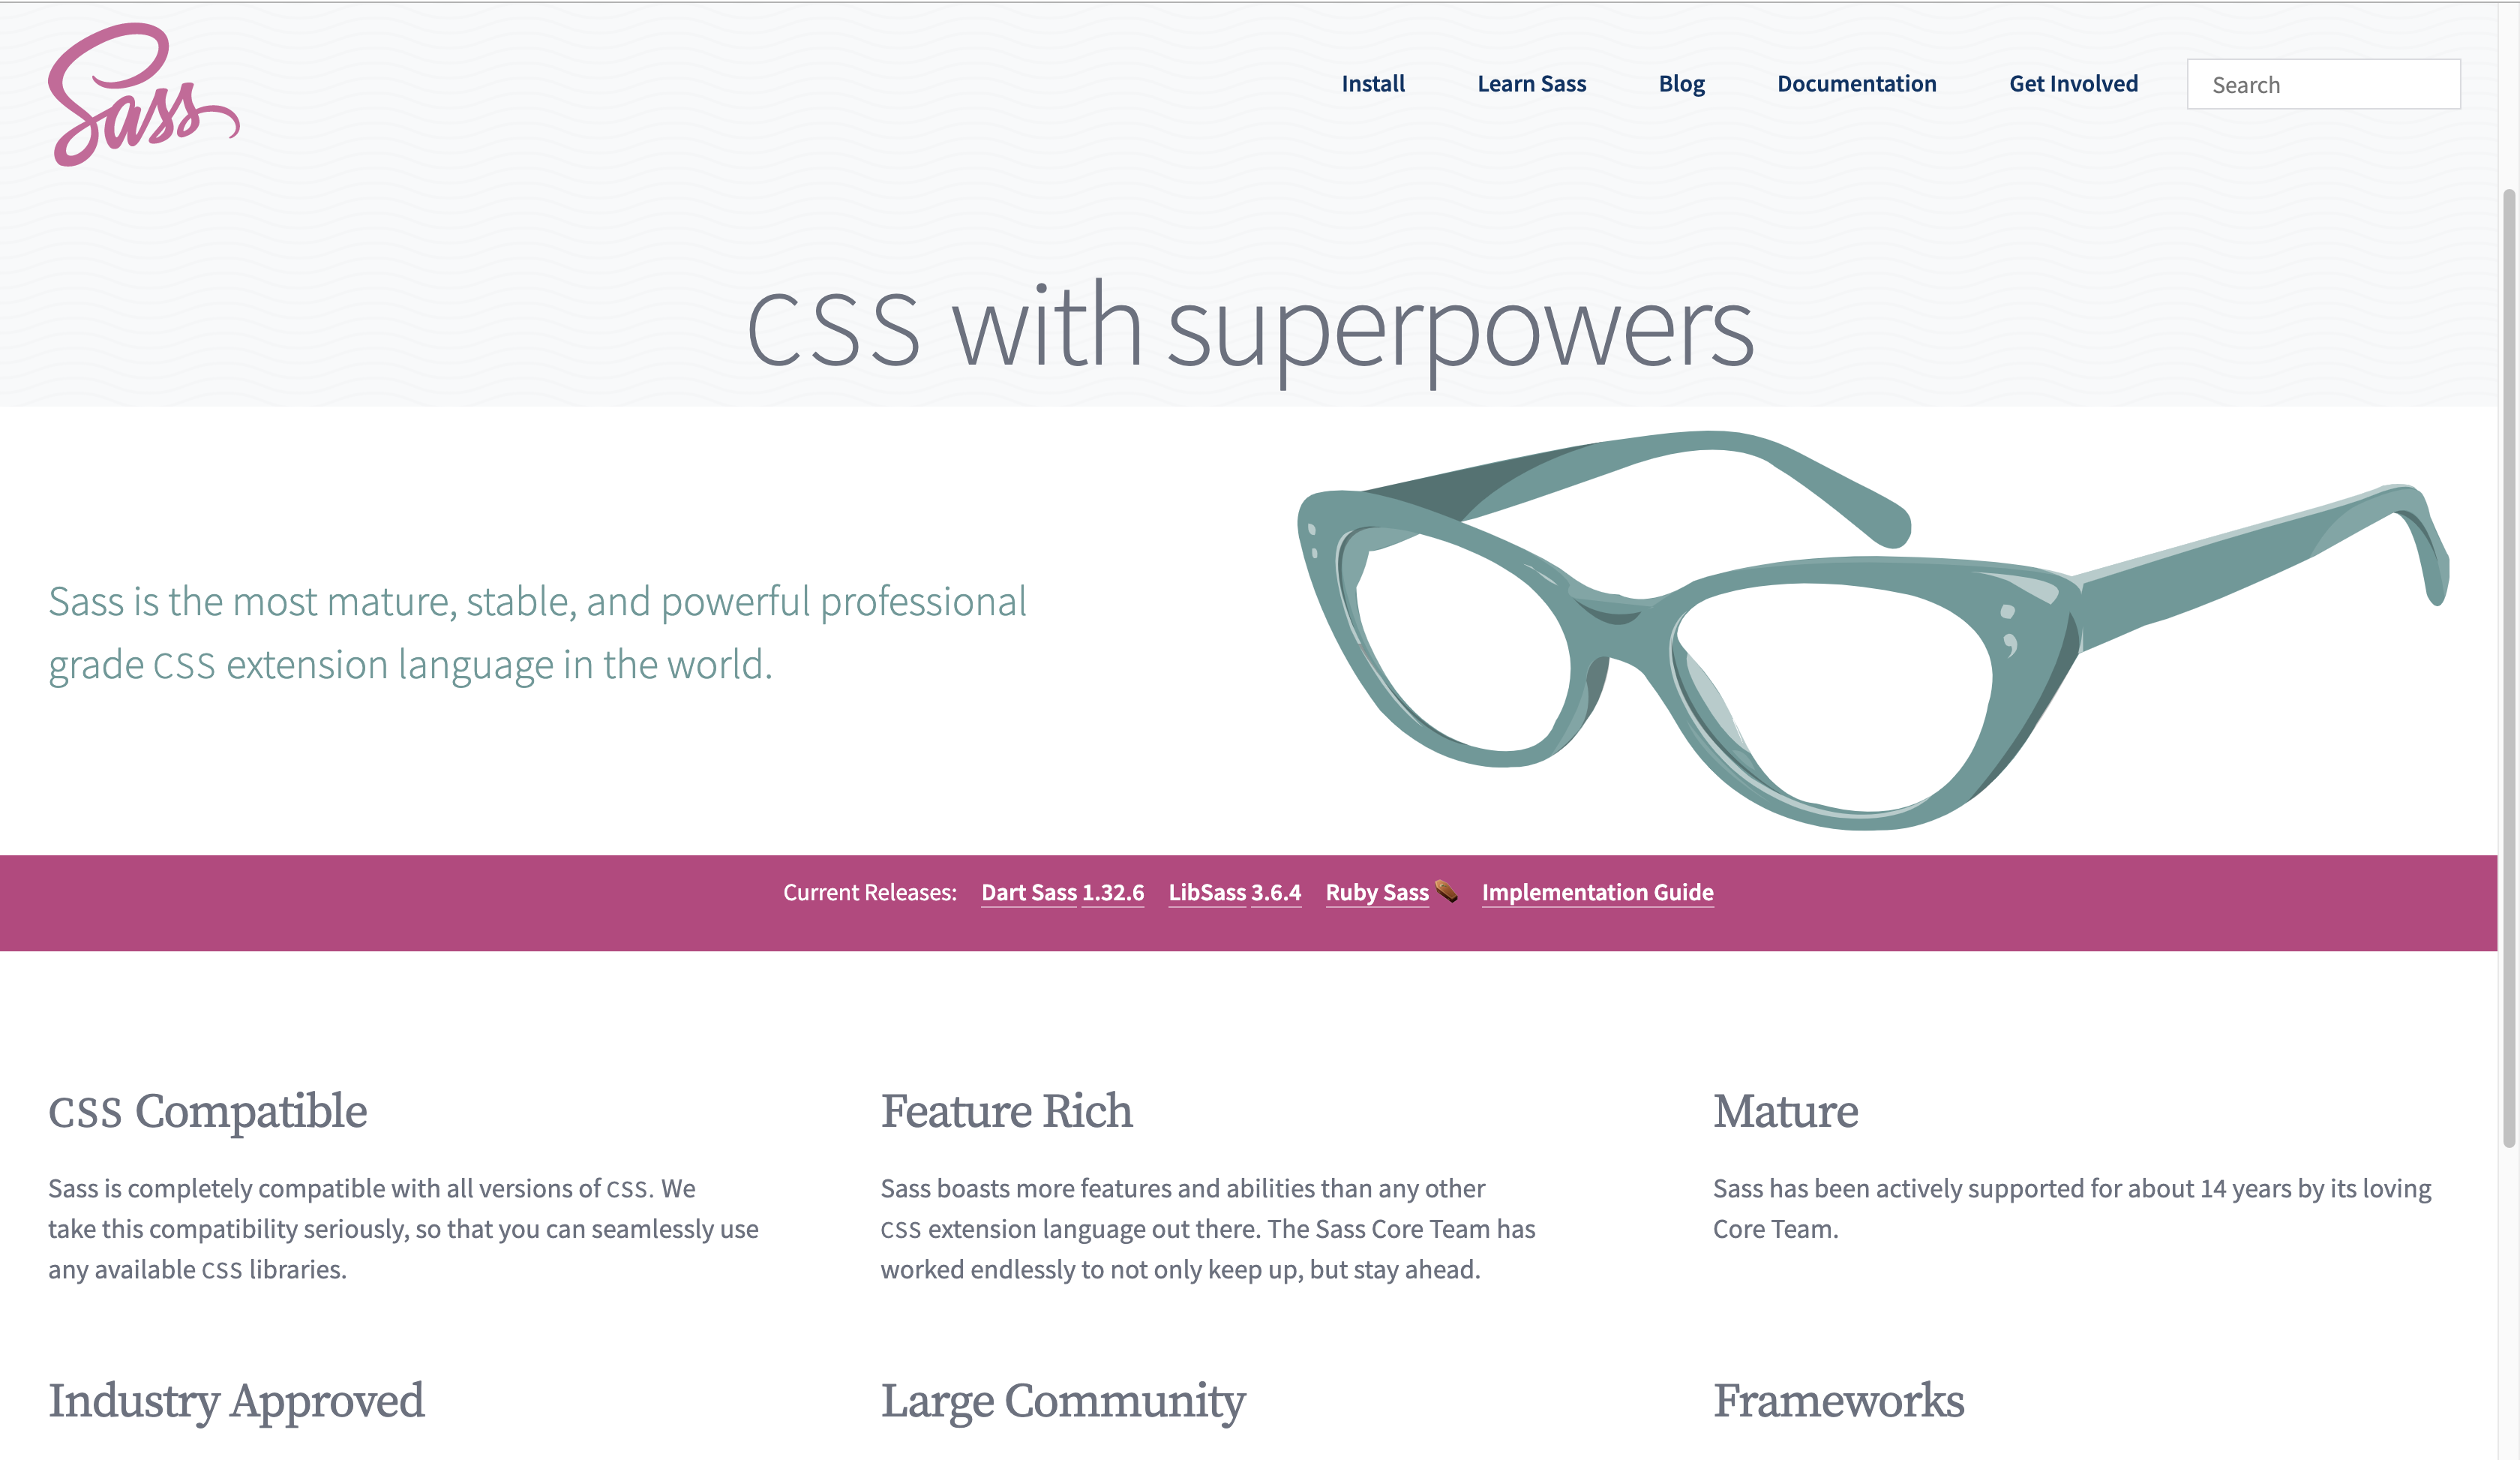 Sass
Install Learn Sass Blog Documentation Get Involved Search
CSS with superpowers
Sass is the most mature, stable, and powerful professional
grade CSS extension language in the world.
Current Releases: Dart Sass 1.32.6 LibSass 3.6.4 Ruby Sass ⚰️ Implementation Guide
CSS Compatible
Sass is completely compatible with all versions of CSS. We
take this compatibility seriously, so that you can seamlessly use
any available CSS libraries.
Feature Rich
Sass boasts more features and abilities than any other
CSS extension language out there. The Sass Core Team has
worked endlessly to not only keep up, but stay ahead.
Mature
Sass has been actively supported for about 14 years by its loving
Core Team.
Industry Approved
Large Community
Frameworks